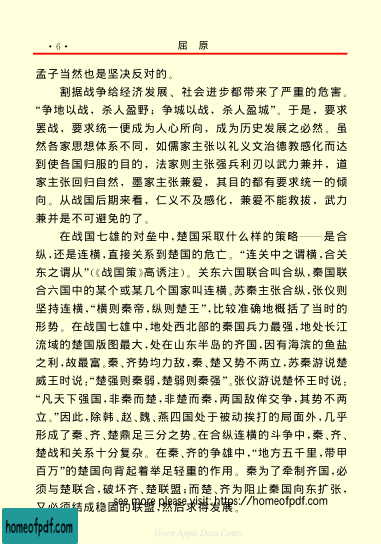 · 6 ·
屈 原
孟子当然也是坚决反对的。
割据战争给经济发展、社会进步都带来了严重的危害。
“争地以战，杀人盈野；争城以战，杀人盈城”。于是，要求
罢战，要求统一便成为人心所向，成为历史发展之必然。虽
然各家思想体系不同，如儒家主张以礼义文治德教感化而达
到使各国归服的目的，法家则主张强兵利刃以武力兼并，道
家主张回归自然，墨家主张兼爱，其目的都有要求统一的倾
向。从战国后期来看，仁义不及感化，兼爱不能救拔，武力
兼并是不可避免的了。
在战国七雄的对垒中，楚国采取什么样的策略——是合
纵，还是连横，直接关系到楚国的危亡。“连关中之谓横，合关
东之谓从”（《战国策》高诱注）。关东六国联合叫合纵，秦国联
合六国中的某个或某几个国家叫连横。苏秦主张合纵，张仪则
坚持连横，“横则秦帝，纵则楚王”，比较准确地概括了当时的
形势。在战国七雄中，地处西北部的秦国兵力最强，地处长江
流域的楚国版图最大，处在山东半岛的齐国，因有海滨的鱼盐
之利，故最富。秦、齐势均力敌，秦、楚又势不两立，苏秦游说楚
威王时说：“楚强则秦弱，楚弱则秦强”。张仪游说楚怀王时说：
“凡天下强国，非秦而楚，非楚而秦，两国敌侔交争，其势不两
立。”因此，除韩、赵、魏、燕四国处于被动挨打的局面外，几乎
形成了秦、齐、楚鼎足三分之势。在合纵连横的斗争中，秦、齐、
楚战和关系十分复杂。在秦、齐的争雄中，“地方五千里，带甲
百万”的楚国向背起着举足轻重的作用。秦为了牵制齐国，必
须与楚联合，破坏齐、楚联盟；而楚、齐为阻止秦国向东扩张，
又必须结成稳固的联盟，然后求得发展。
see more please visit: https://homeofpdf.com
homeofpdf.com
Green Apple Data Center